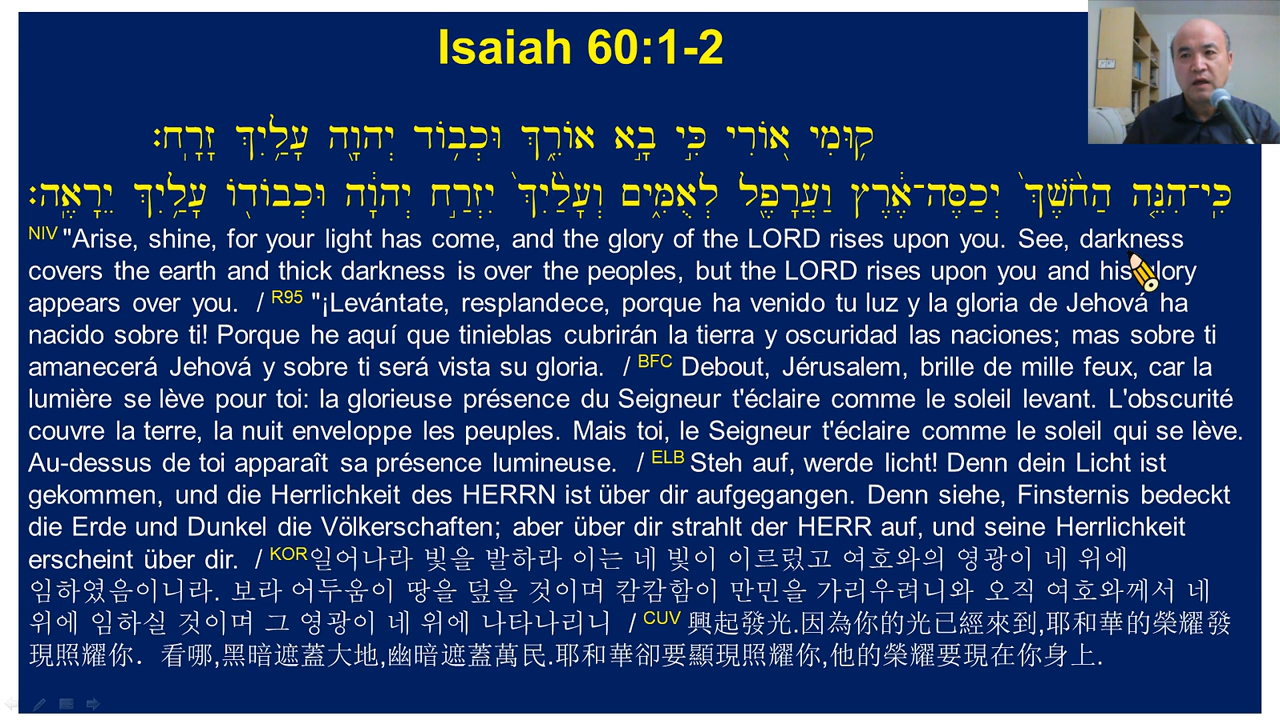 Isaiah 60:1-2
ק֥וּמִי א֖וֹרִי כִּ֣י בָ֣א אוֹרֵ֑ךְ וּכְב֥וֹד יְהוָ֖ה עָלַ֥יִךְ זָרָֽח׃
כִּֽי־הִנֵּ֤ה הַחֹ֙שֶׁךְ֙ יְכַסֶּה־אֶ֔רֶץ וַעֲרָפֶ֖ל לְאֻמִּ֑ים וְעָלַ֙יִךְ֙ יִזְרַ֣ח יְהוָ֔ה וּכְבוֹד֖וֹ עָלַ֥יִךְ יֵרָאֶֽה׃
NIV "Arise, shine, for your light has come, and the glory of the LORD rises upon you. See, darkness
covers the earth and thick darkness is over the peoples, but the LORD rises upon you and his glory
appears over you. / R95 "¡Levántate, resplandece, porque ha venido tu luz y la gloria de Jehová ha
nacido sobre ti! Porque he aquí que tinieblas cubrirán la tierra y oscuridad las naciones; mas sobre ti
amanecerá Jehová y sobre ti será vista su gloria. / BFC Debout, Jérusalem, brille de mille feux, car la
lumière se lève pour toi: la glorieuse présence du Seigneur t'éclaire comme le soleil levant. L'obscurité
couvre la terre, la nuit enveloppe les peuples. Mais toi, le Seigneur t'éclaire comme le soleil qui se lève.
Au-dessus de toi apparaît sa présence lumineuse. / ELB Steh auf, werde licht! Denn dein Licht ist
gekommen, und die Herrlichkeit des HERRN ist über dir aufgegangen. Denn siehe, Finsternis bedeckt
die Erde und Dunkel die Völkerschaften; aber über dir strahlt der HERR auf, und seine Herrlichkeit
erscheint über dir. / KOR 일어나라 빛을 발하라 이는 네 빛이 이르렀고 여호와의 영광이 네 위에
임하였음이니라. 보라 어두움이 땅을 덮을 것이며 캄캄함이 만민을 가리우려니와 오직 여호와께서 네
위에 임하실 것이며 그 영광이 네 위에 나타나리니 / CUV 興起發光.因為你的光已經來到,耶和華的榮耀發
現照耀你. 看哪,黑暗遮蓋大地,幽暗遮蓋萬民.耶和華卻要顯現照耀你,他的榮耀要現在你身上.